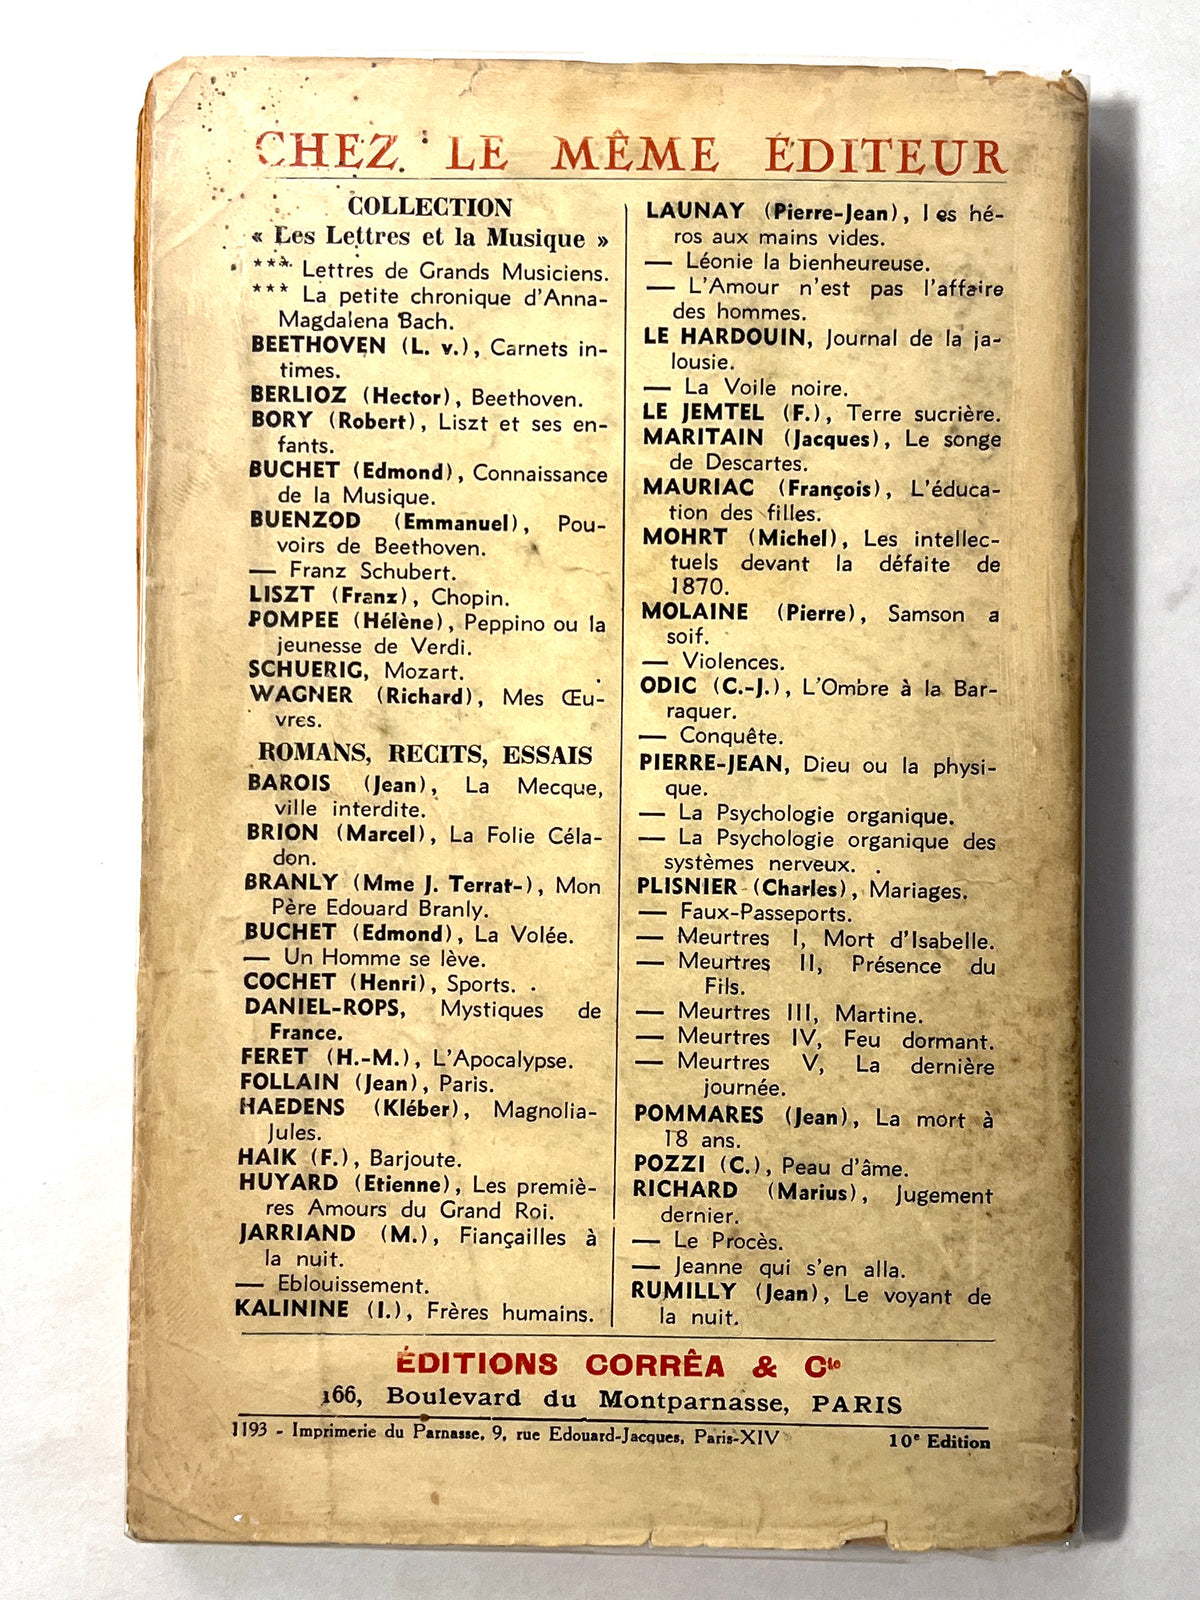 CHEZ LE MÊME ÉDITEUR
COLLECTION
« Les Lettres et la Musique »
*** Lettres de Grands Musiciens.
*** La petite chronique d'Anna-
Magdalena Bach.
BEETHOVEN (L. v.), Carnets in-
times.
BERLIOZ (Hector), Beethoven.
BORY (Robert), Liszt et ses en-
fants.
BUCHET (Edmond), Connaissance
de la Musique.
BUENZOD (Emmanuel), Pou-
voirs de Beethoven.
— Franz Schubert.
LISZT (Franz), Chopin.
POMPEE (Hélène), Peppino ou la
jeunesse de Verdi.
SCHUERIG, Mozart.
WAGNER (Richard), Mes Œu-
vres.
ROMANS, RECITS, ESSAIS
BAROIS (Jean), La Mecque,
ville interdite.
BRION (Marcel), La Folie Céla-
don.
BRANLY (Mme J. Terrat-), Mon
Père Edouard Branly.
BUCHET (Edmond), La Volée.
— Un Homme se lève.
COCHET (Henri), Sports.
DANIEL-ROPS, Mystiques de
France.
FERET (H.-M.), L'Apocalypse.
FOLLAIN (Jean), Paris.
HAEDENS (Kléber), Magnolia-
Jules.
HAIK (F.), Barjoute.
HUYARD (Etienne), Les premiè-
res Amours du Grand Roi.
JARRIAND (M.), Fiançailles à
la nuit.
— Eblouissement.
KALININE (I.), Frères humains.
LAUNAY (Pierre-Jean), les hé-
ros aux mains vides.
— Léonie la bienheureuse.
— L'Amour n'est pas l'affaire
des hommes.
LE HARDOUIN, Journal de la ja-
lousie.
— La Voile noire.
LE JEMTEL (F.), Terre sucrière.
MARITAIN (Jacques), Le songe
de Descartes.
MAURIAC (François), L'éduca-
tion des filles.
MOHRT (Michel), Les intellec-
tuels devant la défaite de
1870.
MOLAINE (Pierre), Samson a
soif.
— Violences.
ODIC (C.-J.), L'Ombre à la Bar-
raquer.
— Conquête.
PIERRE-JEAN, Dieu ou la physi-
que.
— La Psychologie organique.
— La Psychologie organique des
systèmes nerveux.
PLISNIER (Charles), Mariages.
— Faux-Passeports.
— Meurtres I, Mort d'Isabelle.
— Meurtres II, Présence du
Fils.
— Meurtres III, Martine.
— Meurtres IV, Feu dormant.
— Meurtres V, La dernière
journée.
POMMARES (Jean), La mort à
18 ans.
POZZI (C.), Peau d'âme.
RICHARD (Marius), Jugement
dernier.
— Le Procès.
— Jeanne qui s'en alla.
RUMILLY (Jean), Le voyant de
la nuit.
ÉDITIONS CORRÊA & Cie
166, Boulevard du Montparnasse, PARIS
1193 - Imprimerie du Parnasse, 9, rue Edouard-Jacques, Paris-XIV 10e Edition